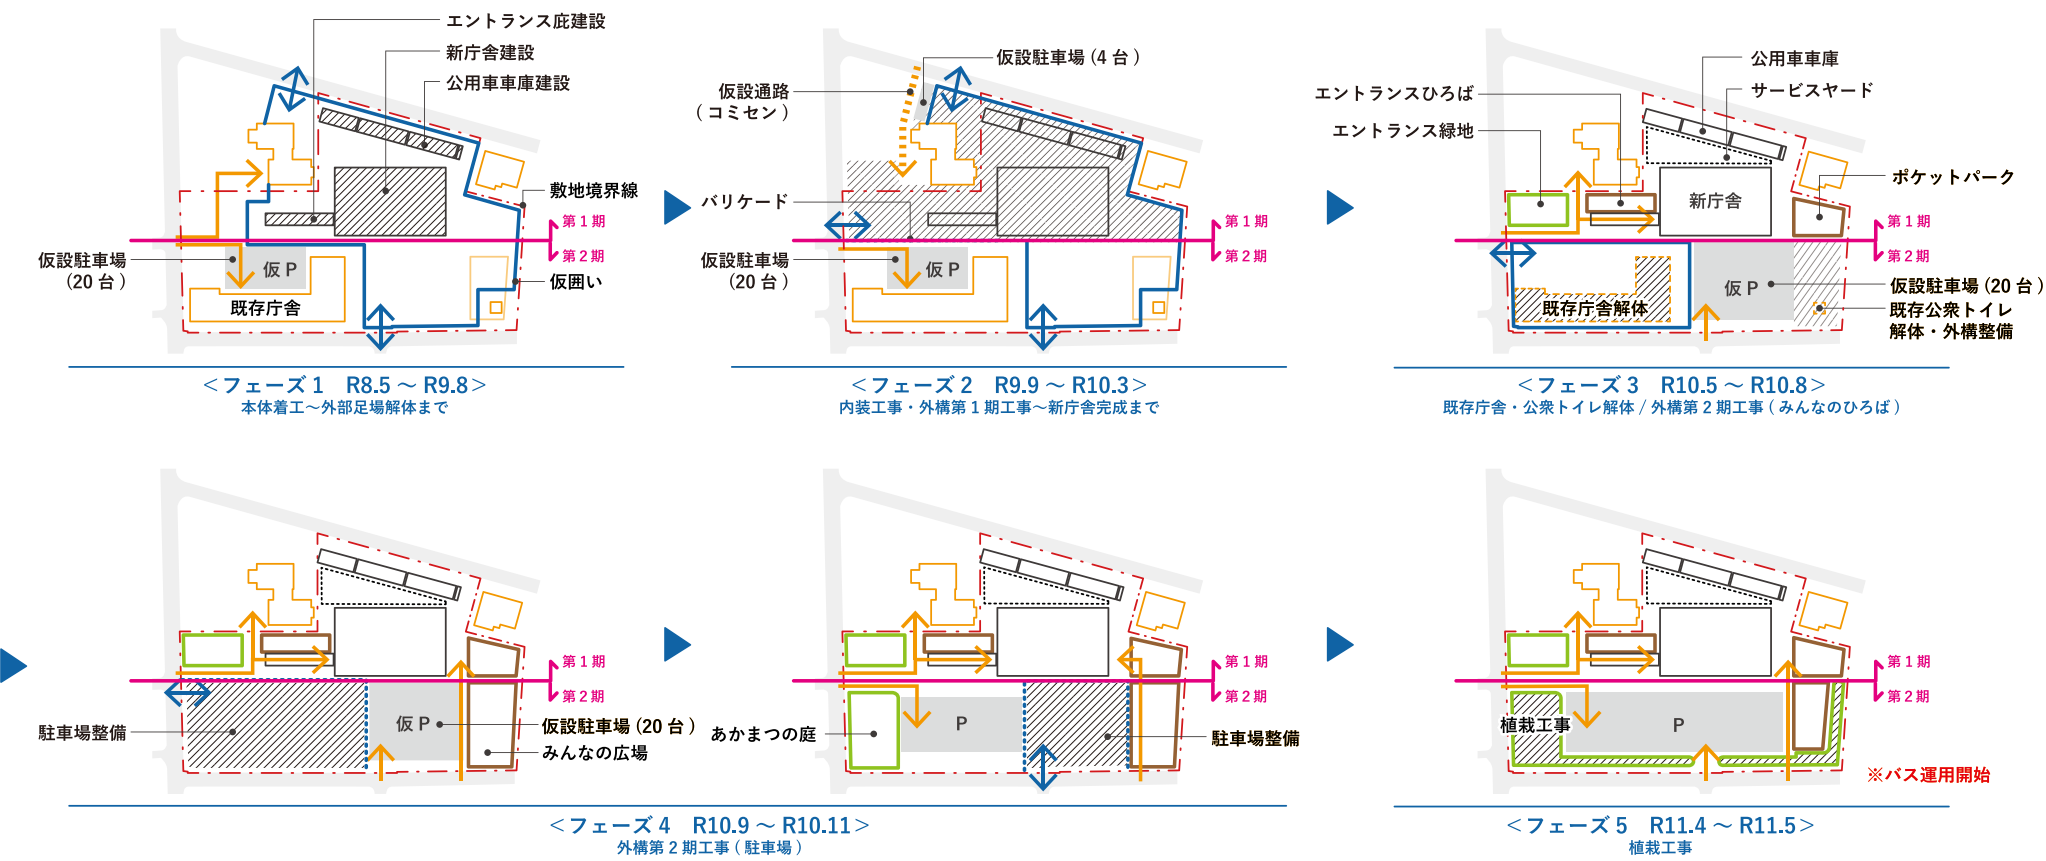 エントランス庇建設
新庁舎建設
公用車車庫建設
敷地境界線
第1期
第2期
仮設駐車場
(20台)
仮P
既存庁舎
仮囲い
<フェーズ1 R8.5～R9.8>
本体着工～外部足場解体まで
仮設駐車場(4台)
仮設通路
(コミセン)
バリケード
第1期
第2期
仮設駐車場
(20台)
仮P
<フェーズ2 R9.9～R10.3>
内装工事・外構第1期工事～新庁舎完成まで
公用車車庫
サービスヤード
エントランスひろば
エントランス緑地
ポケットパーク
新庁舎
第1期
第2期
仮P
仮設駐車場(20台)
既存庁舎解体
既存公衆トイレ
解体・外構整備
<フェーズ3 R10.5～R10.8>
既存庁舎・公衆トイレ解体/外構第2期工事(みんなのひろば)
第1期
第2期
駐車場整備
仮P
仮設駐車場(20台)
みんなの広場
第1期
第2期
あかまつの庭
P
駐車場整備
<フェーズ4 R10.9～R10.11>
外構第2期工事(駐車場)
第1期
第2期
植栽工事
P
※バス運用開始
<フェーズ5 R11.4～R11.5>
植栽工事